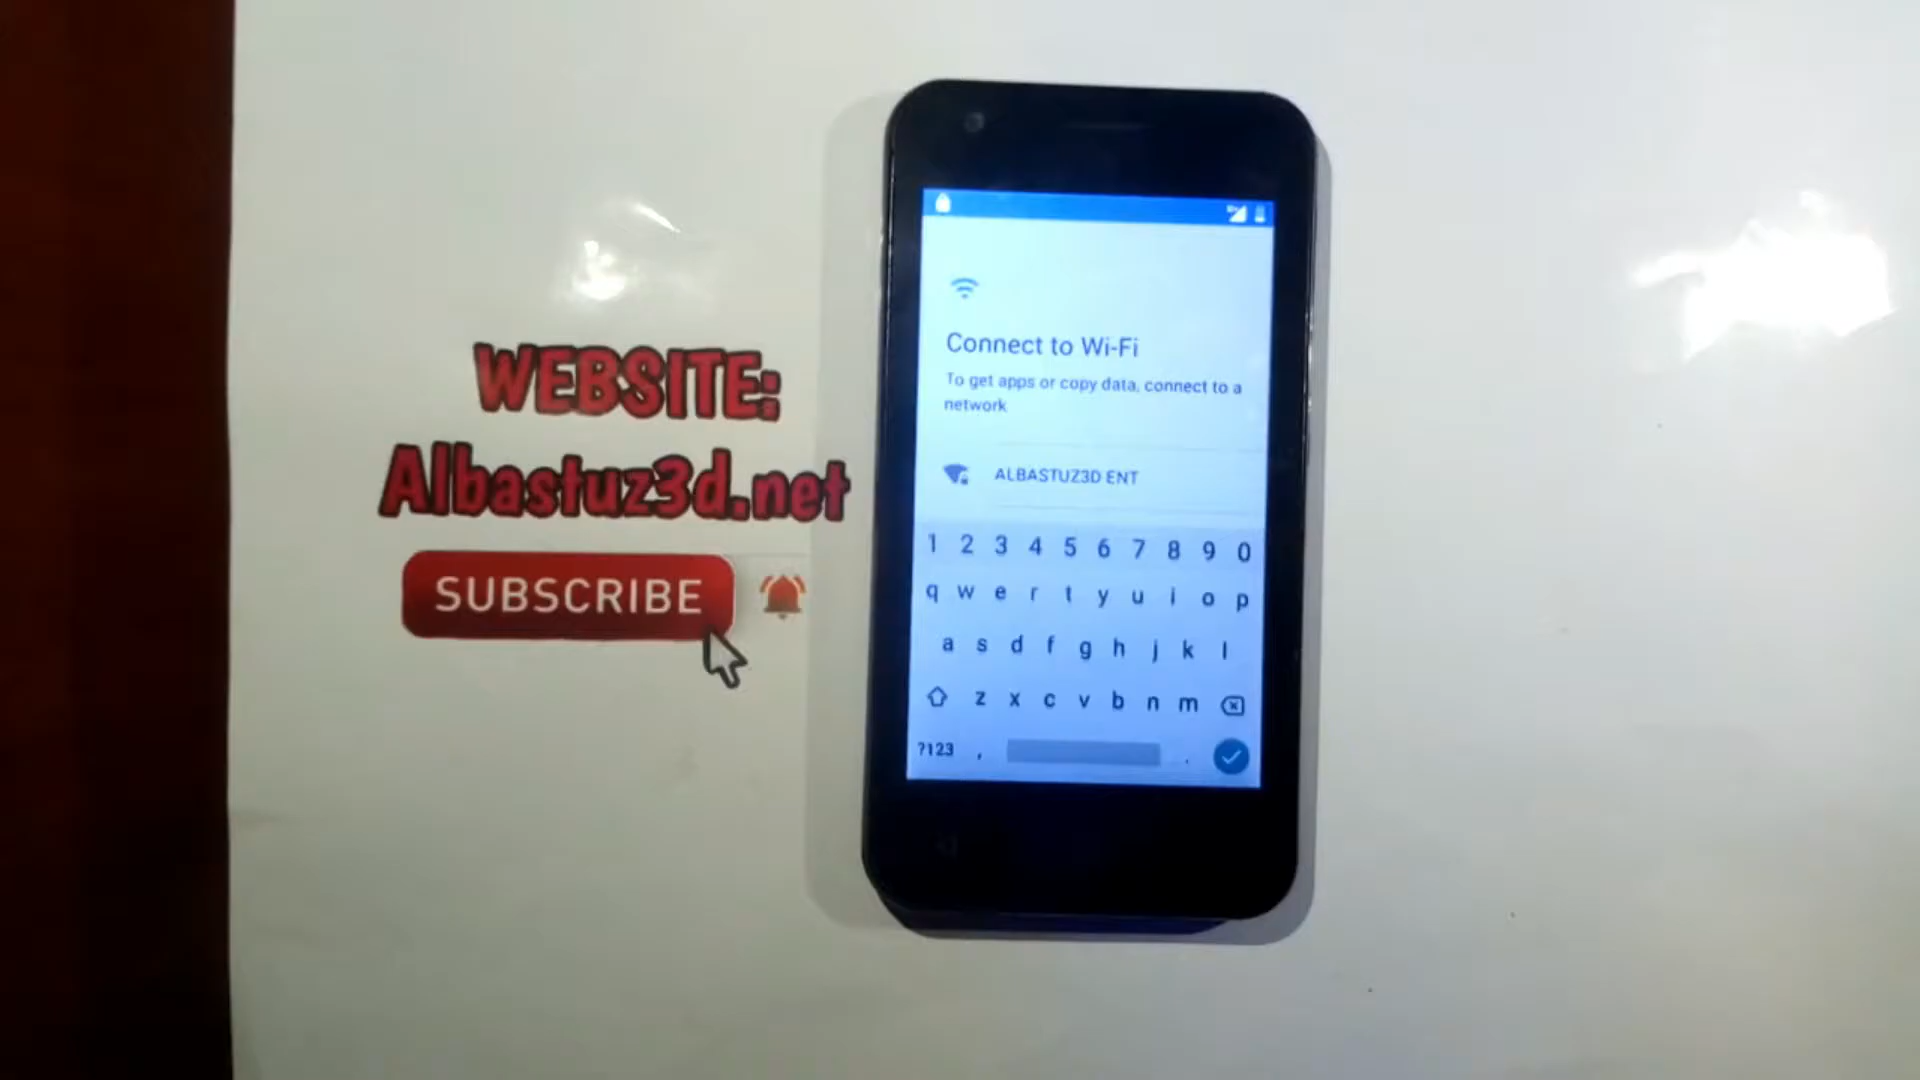 WEBSITE:
Albastuz3d.net
SUBSCRIBE
Connect to Wi-Fi
To get apps or copy data, connect to a
network
ALBASTUZ3D ENT
1 2 3 4 5 6 7 8 9 0
q w e r t y u i o p
a s d f g h j k l
z x c v b n m
?123 , .